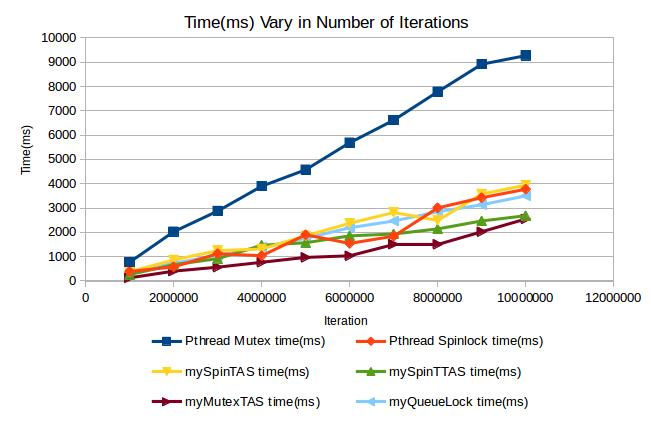 Time(ms) Vary in Number of Iterations
10000
9000
8000
7000
6000
5000
4000
3000
2000
1000
0
Time(ms)
0 2000000 4000000 6000000 8000000 10000000 12000000
Iteration
Pthread Mutex time(ms) Pthread Spinlock time(ms)
mySpinTAS time(ms) mySpinTTAS time(ms)
myMutexTAS time(ms) myQueueLock time(ms)